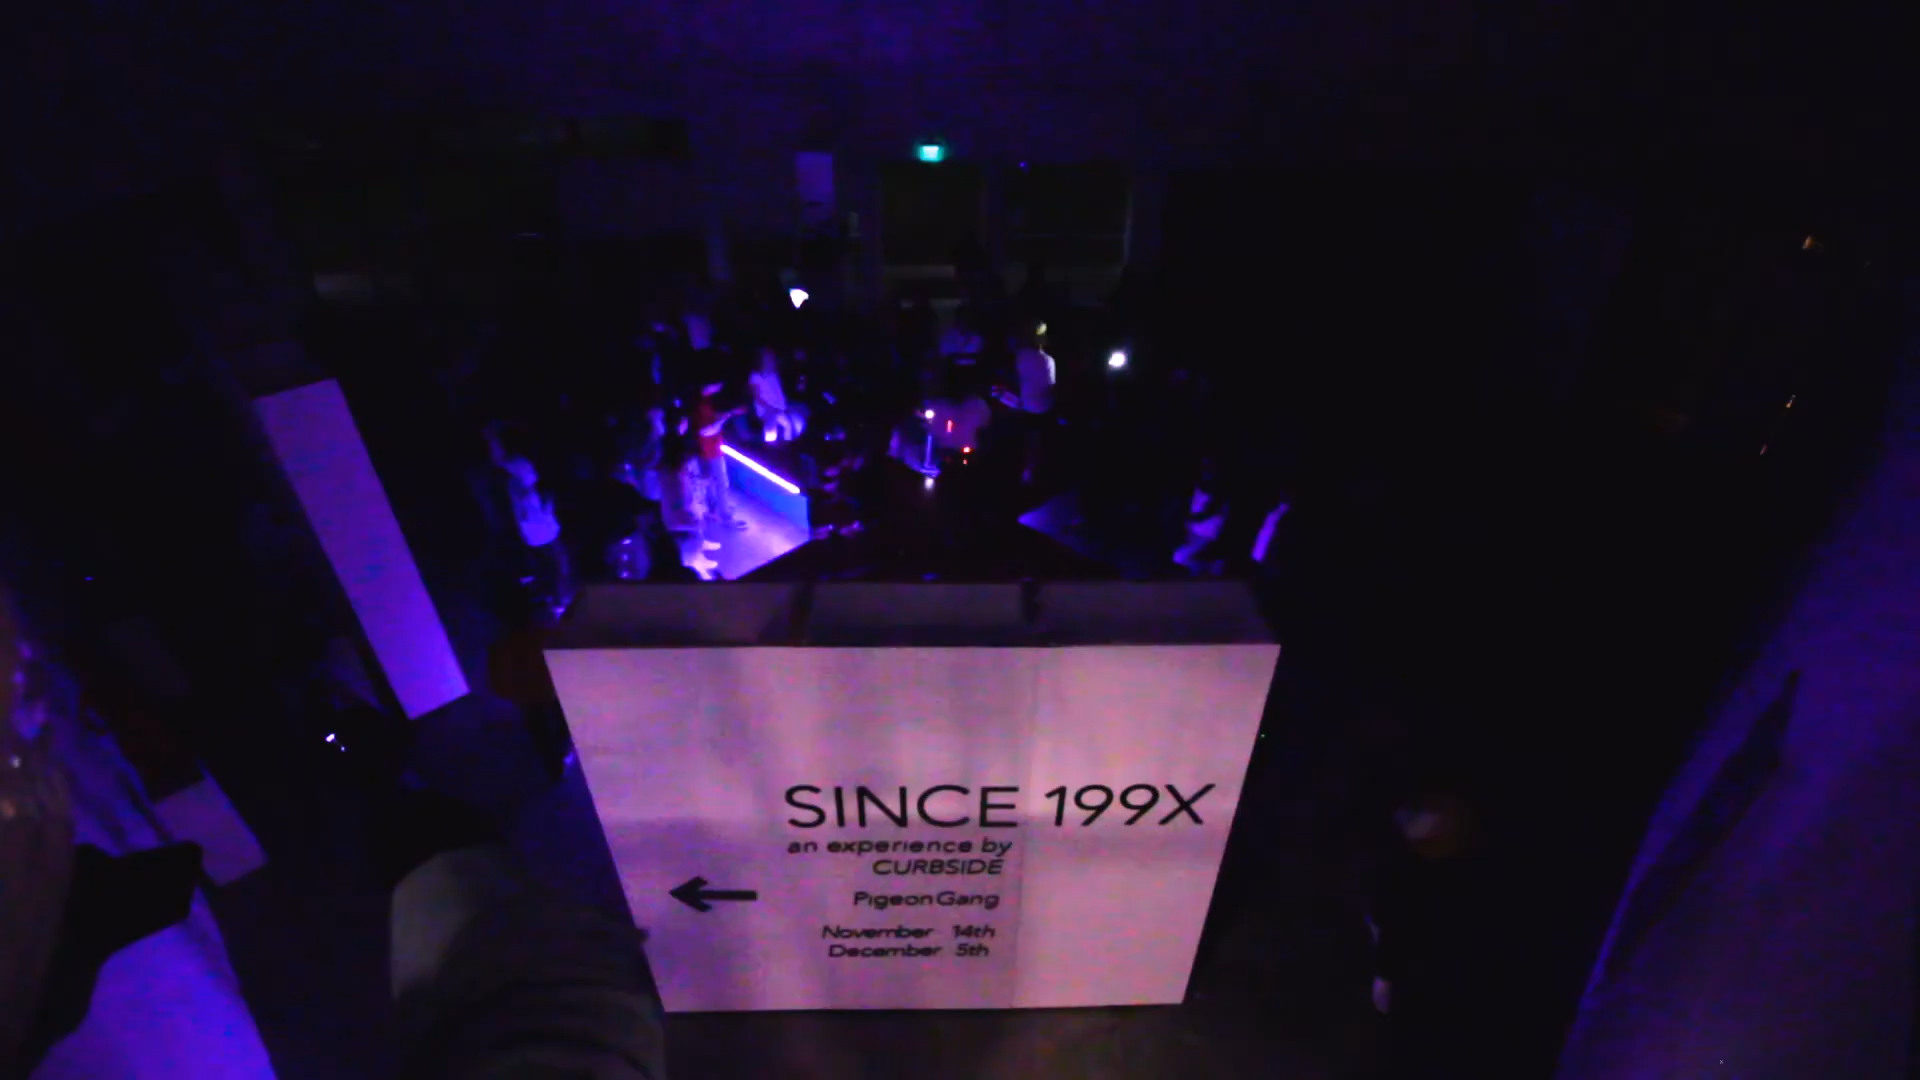 SINCE 199X
an experience by
CURBSIDE
PigeonGang
November 14th
December 5th